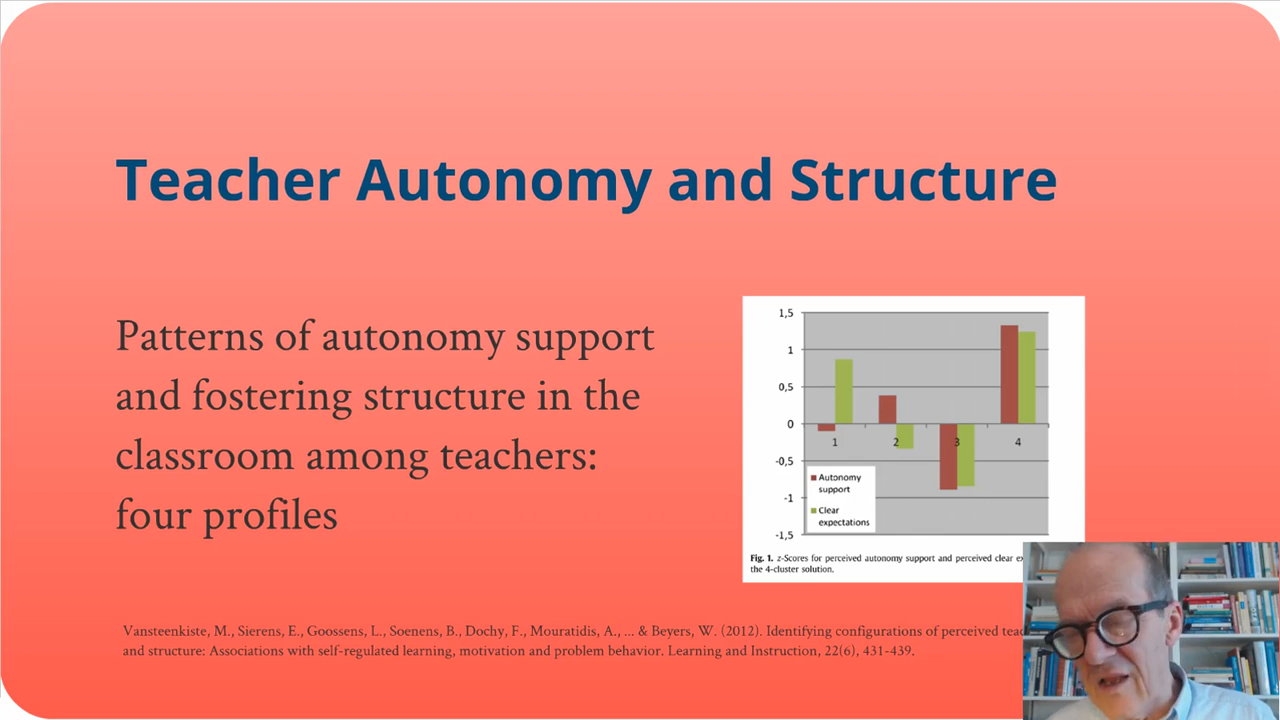 Teacher Autonomy and Structure
Patterns of autonomy support
and fostering structure in the
classroom among teachers:
four profiles
1,5
1
0,5
0
-0,5
-1
-1,5
1 2 3 4
Autonomy
support
Clear
expectations
Fig. 1. z-Scores for perceived autonomy support and perceived clear
the 4-cluster solution.
Vansteenkiste, M., Sierens, E., Goossens, L., Soenens, B., Dochy, F., Mouratidis, A., ... & Beyers, W. (2012). Identifying configurations of perceived
and structure: Associations with self-regulated learning, motivation and problem behavior. Learning and Instruction, 22(6), 431-439.